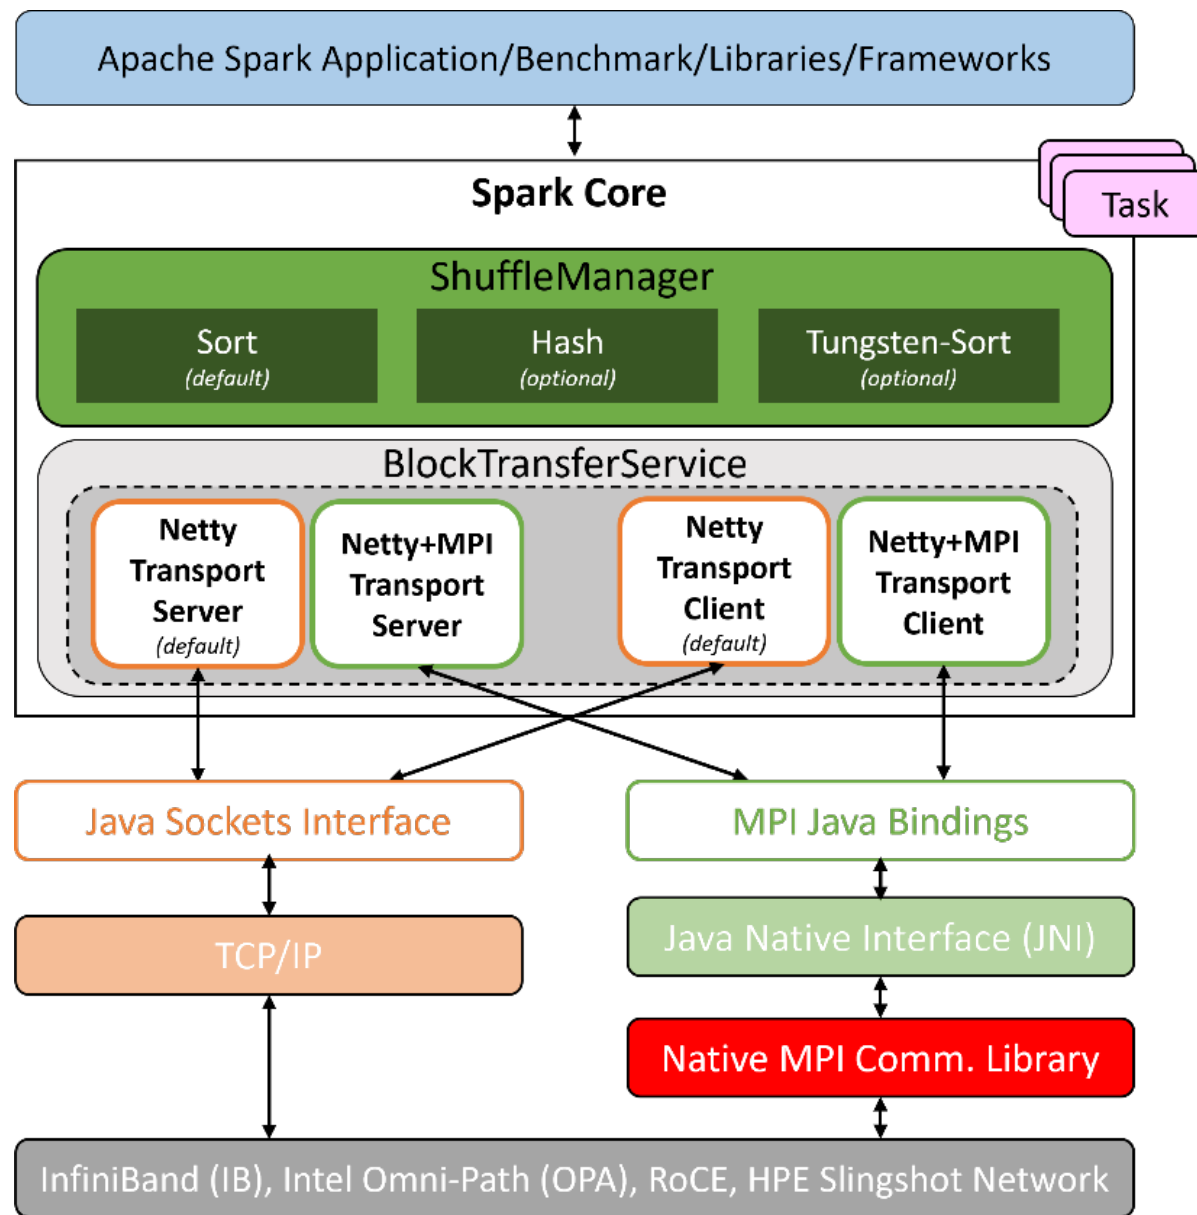 Apache Spark Application/Benchmark/Libraries/Frameworks
Spark Core
Task
ShuffleManager
Sort
(default)
Hash
(optional)
Tungsten-Sort
(optional)
BlockTransferService
Netty
Transport
Server
(default)
Netty+MPI
Transport
Server
Netty
Transport
Client
(default)
Netty+MPI
Transport
Client
Java Sockets Interface
MPI Java Bindings
TCP/IP
Java Native Interface (JNI)
Native MPI Comm. Library
InfiniBand (IB), Intel Omni-Path (OPA), RoCE, HPE Slingshot Network